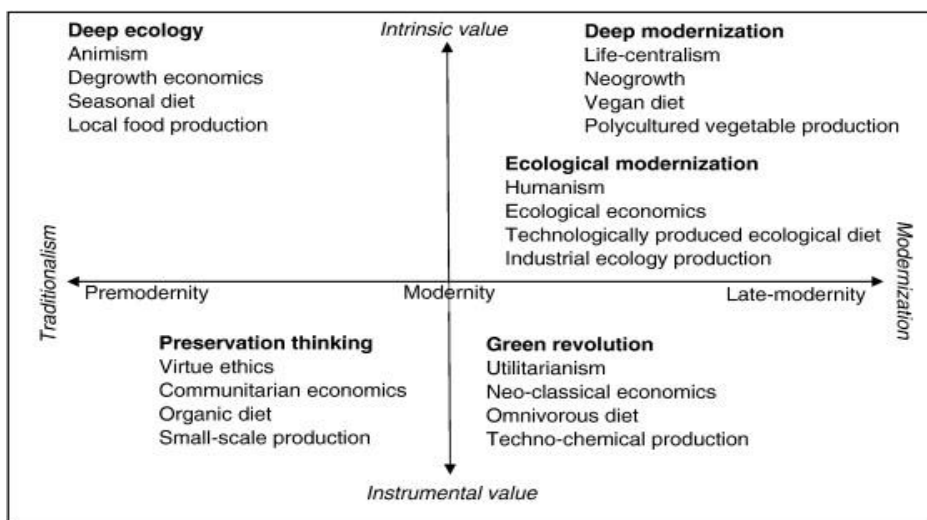 Deep ecology
Animism
Degrowth economics
Seasonal diet
Local food production
Intrinsic value
Deep modernization
Life-centralism
Neogrowth
Vegan diet
Polycultured vegetable production
Ecological modernization
Humanism
Ecological economics
Technologically produced ecological diet
Industrial ecology production
Traditionalism
Premodernity
Modernity
Late-modernity
Modernization
Preservation thinking
Virtue ethics
Communitarian economics
Organic diet
Small-scale production
Green revolution
Utilitarianism
Neo-classical economics
Omnivorous diet
Techno-chemical production
Instrumental value